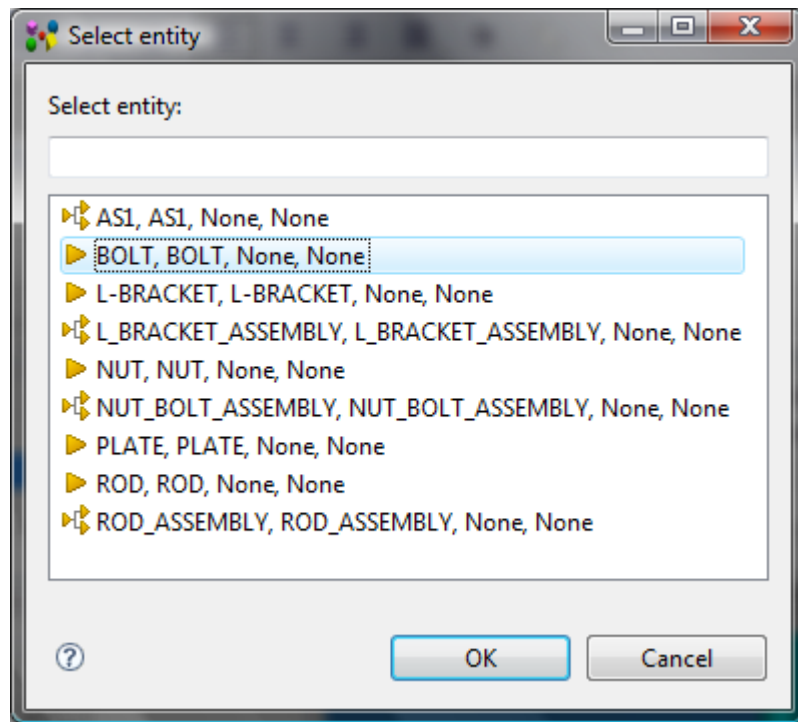 Select entity
Select entity:
AS1, AS1, None, None
BOLT, BOLT, None, None
L-BRACKET, L-BRACKET, None, None
L_BRACKET_ASSEMBLY, L_BRACKET_ASSEMBLY, None, None
NUT, NUT, None, None
NUT_BOLT_ASSEMBLY, NUT_BOLT_ASSEMBLY, None, None
PLATE, PLATE, None, None
ROD, ROD, None, None
ROD_ASSEMBLY, ROD_ASSEMBLY, None, None
? OK Cancel